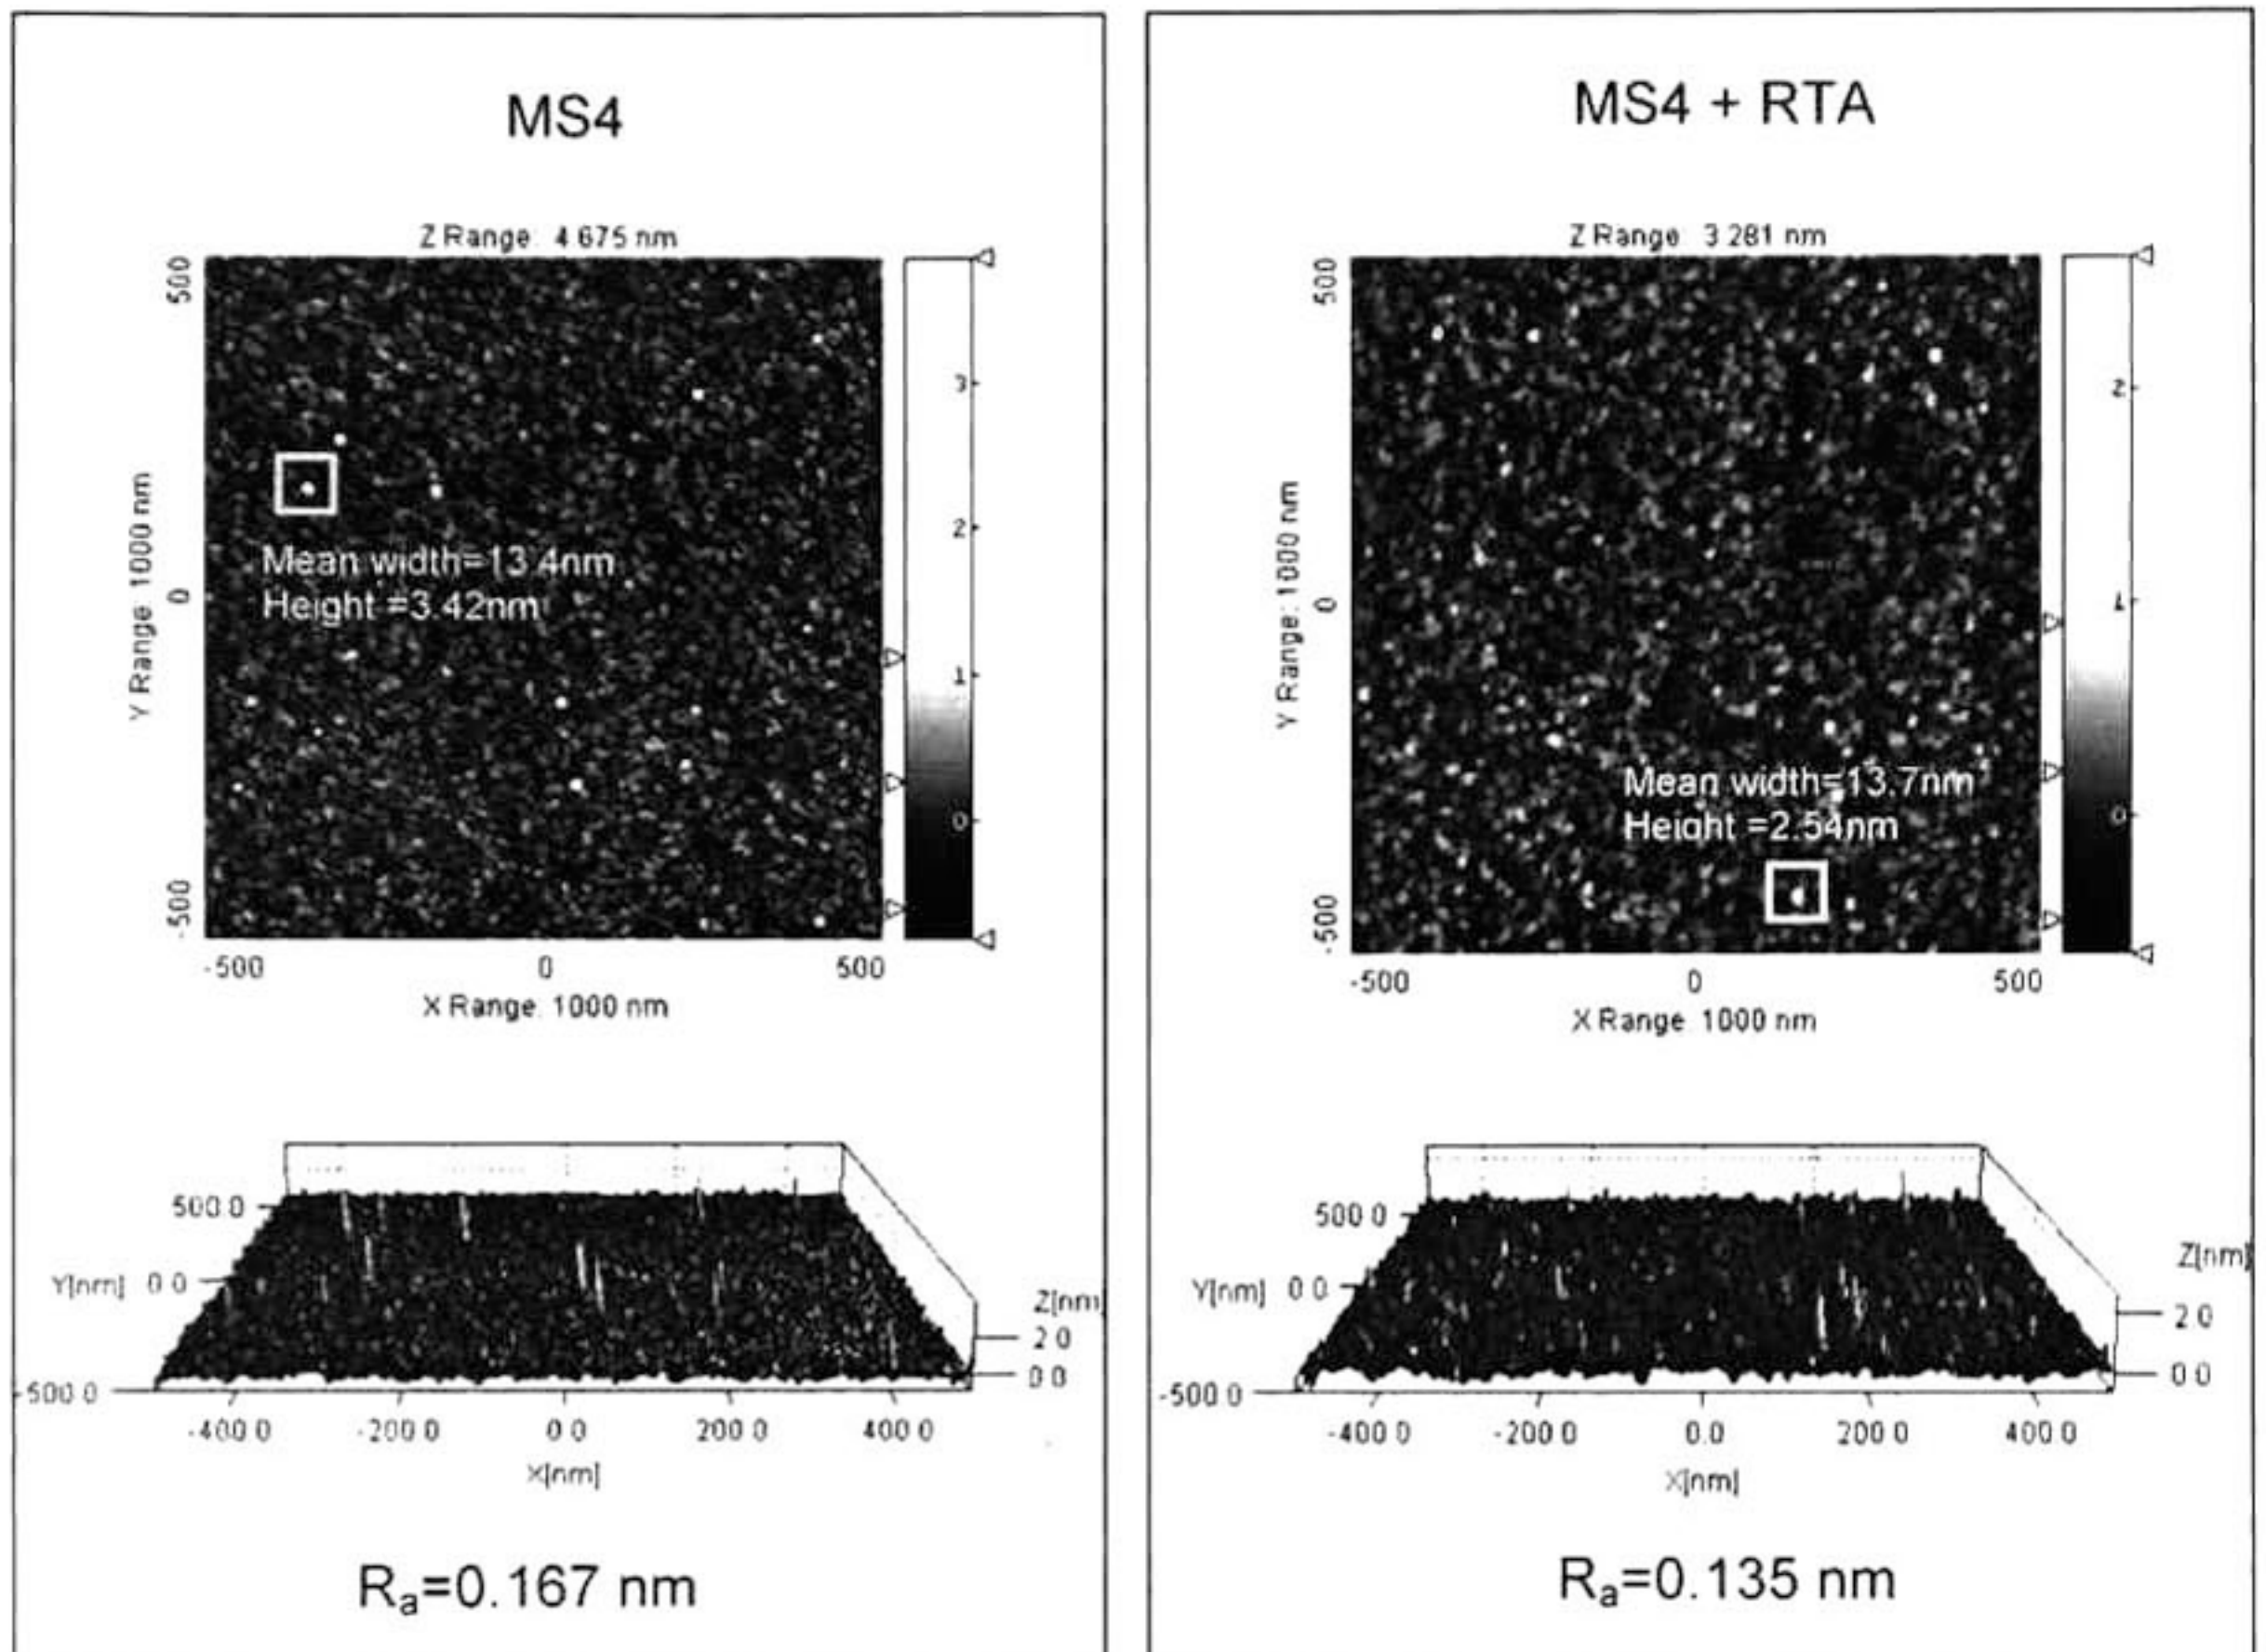 MS4
Z Range: 4.675 nm
500
0
-500
Y Range: 1000 nm
3
2
1
0
Mean width=13.4nm
Height =3.42nm
-500 0 500
X Range: 1000 nm
500.0
Y[nm] 0.0
-500.0
Z[nm]
2.0
0.0
-400.0 -200.0 0.0 200.0 400.0
X[nm]
Ra=0.167 nm
MS4 + RTA
Z Range: 3.281 nm
500
0
-500
Y Range: 1000 nm
2
1
0
Mean width=13.7nm
Height =2.54nm
-500 0 500
X Range: 1000 nm
500.0
Y[nm] 0.0
-500.0
Z[nm]
2.0
0.0
-400.0 -200.0 0.0 200.0 400.0
X[nm]
Ra=0.135 nm